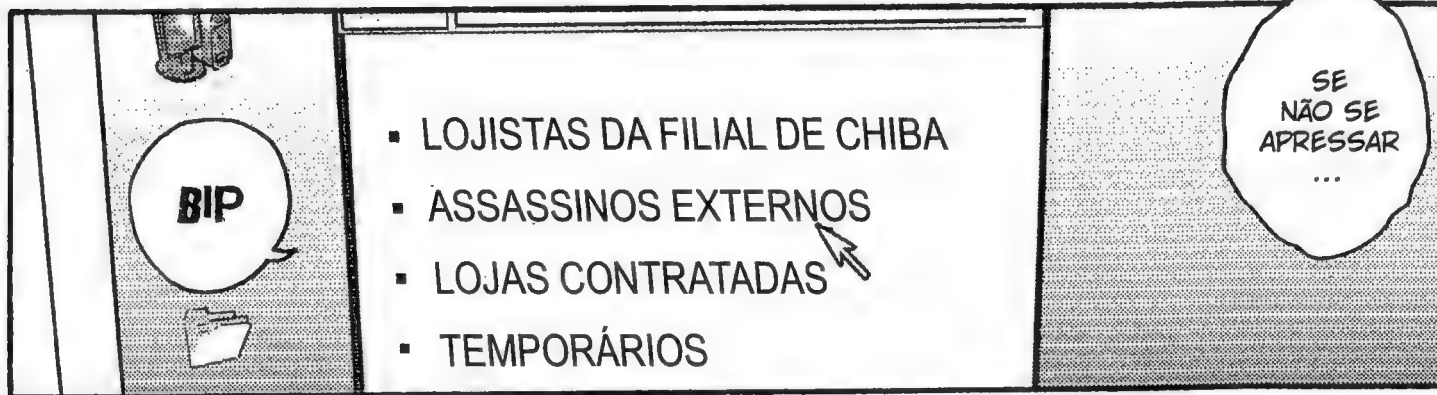 SE
NÃO SE
APRESSAR
...
▪ LOJISTAS DA FILIAL DE CHIBA
▪ ASSASSINOS EXTERNOS
▪ LOJAS CONTRATADAS
▪ TEMPORÁRIOS
BIP